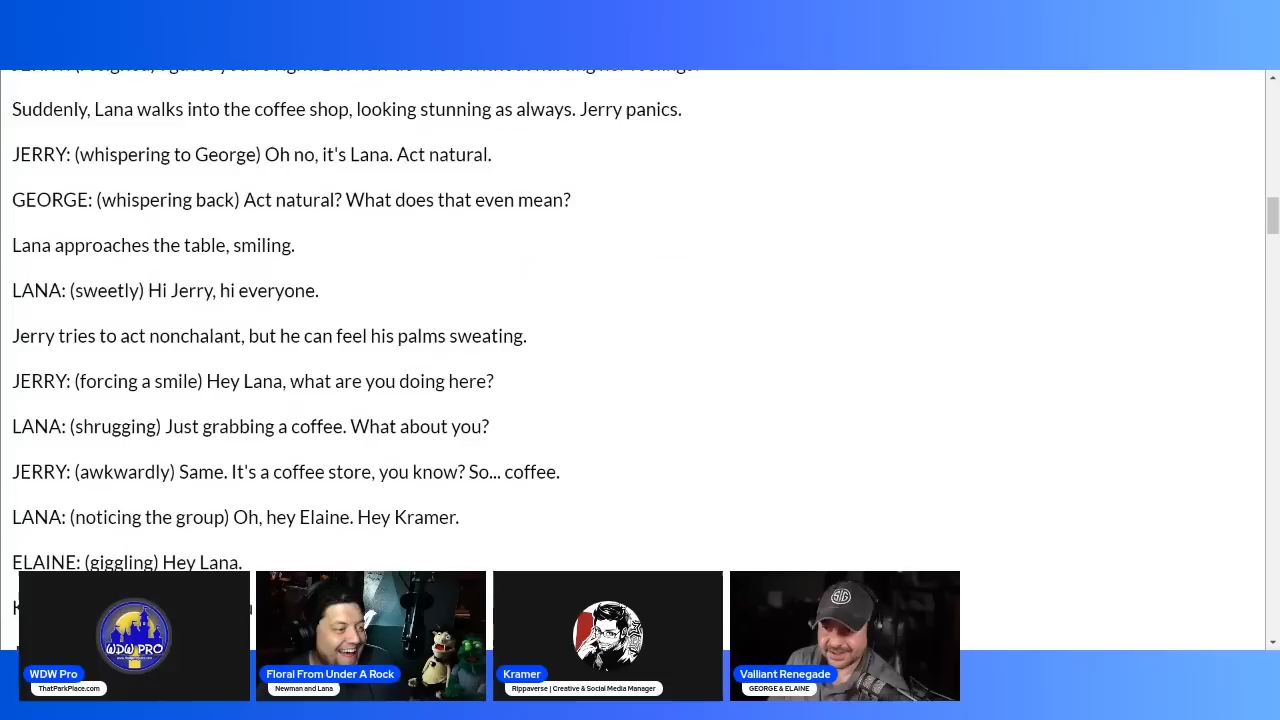 Suddenly, Lana walks into the coffee shop, looking stunning as always. Jerry panics.
JERRY: (whispering to George) Oh no, it's Lana. Act natural.
GEORGE: (whispering back) Act natural? What does that even mean?
Lana approaches the table, smiling.
LANA: (sweetly) Hi Jerry, hi everyone.
Jerry tries to act nonchalant, but he can feel his palms sweating.
JERRY: (forcing a smile) Hey Lana, what are you doing here?
LANA: (shrugging) Just grabbing a coffee. What about you?
JERRY: (awkwardly) Same. It's a coffee store, you know? So... coffee.
LANA: (noticing the group) Oh, hey Elaine. Hey Kramer.
ELAINE: (giggling) Hey Lana.
WDW PRO
WDW Pro
ThatParkPlace.com
Floral From Under A Rock
Newman and Lana
Kramer
Rippaverse | Creative & Social Media Manager
SG
Valliant Renegade
GEORGE & ELAINE